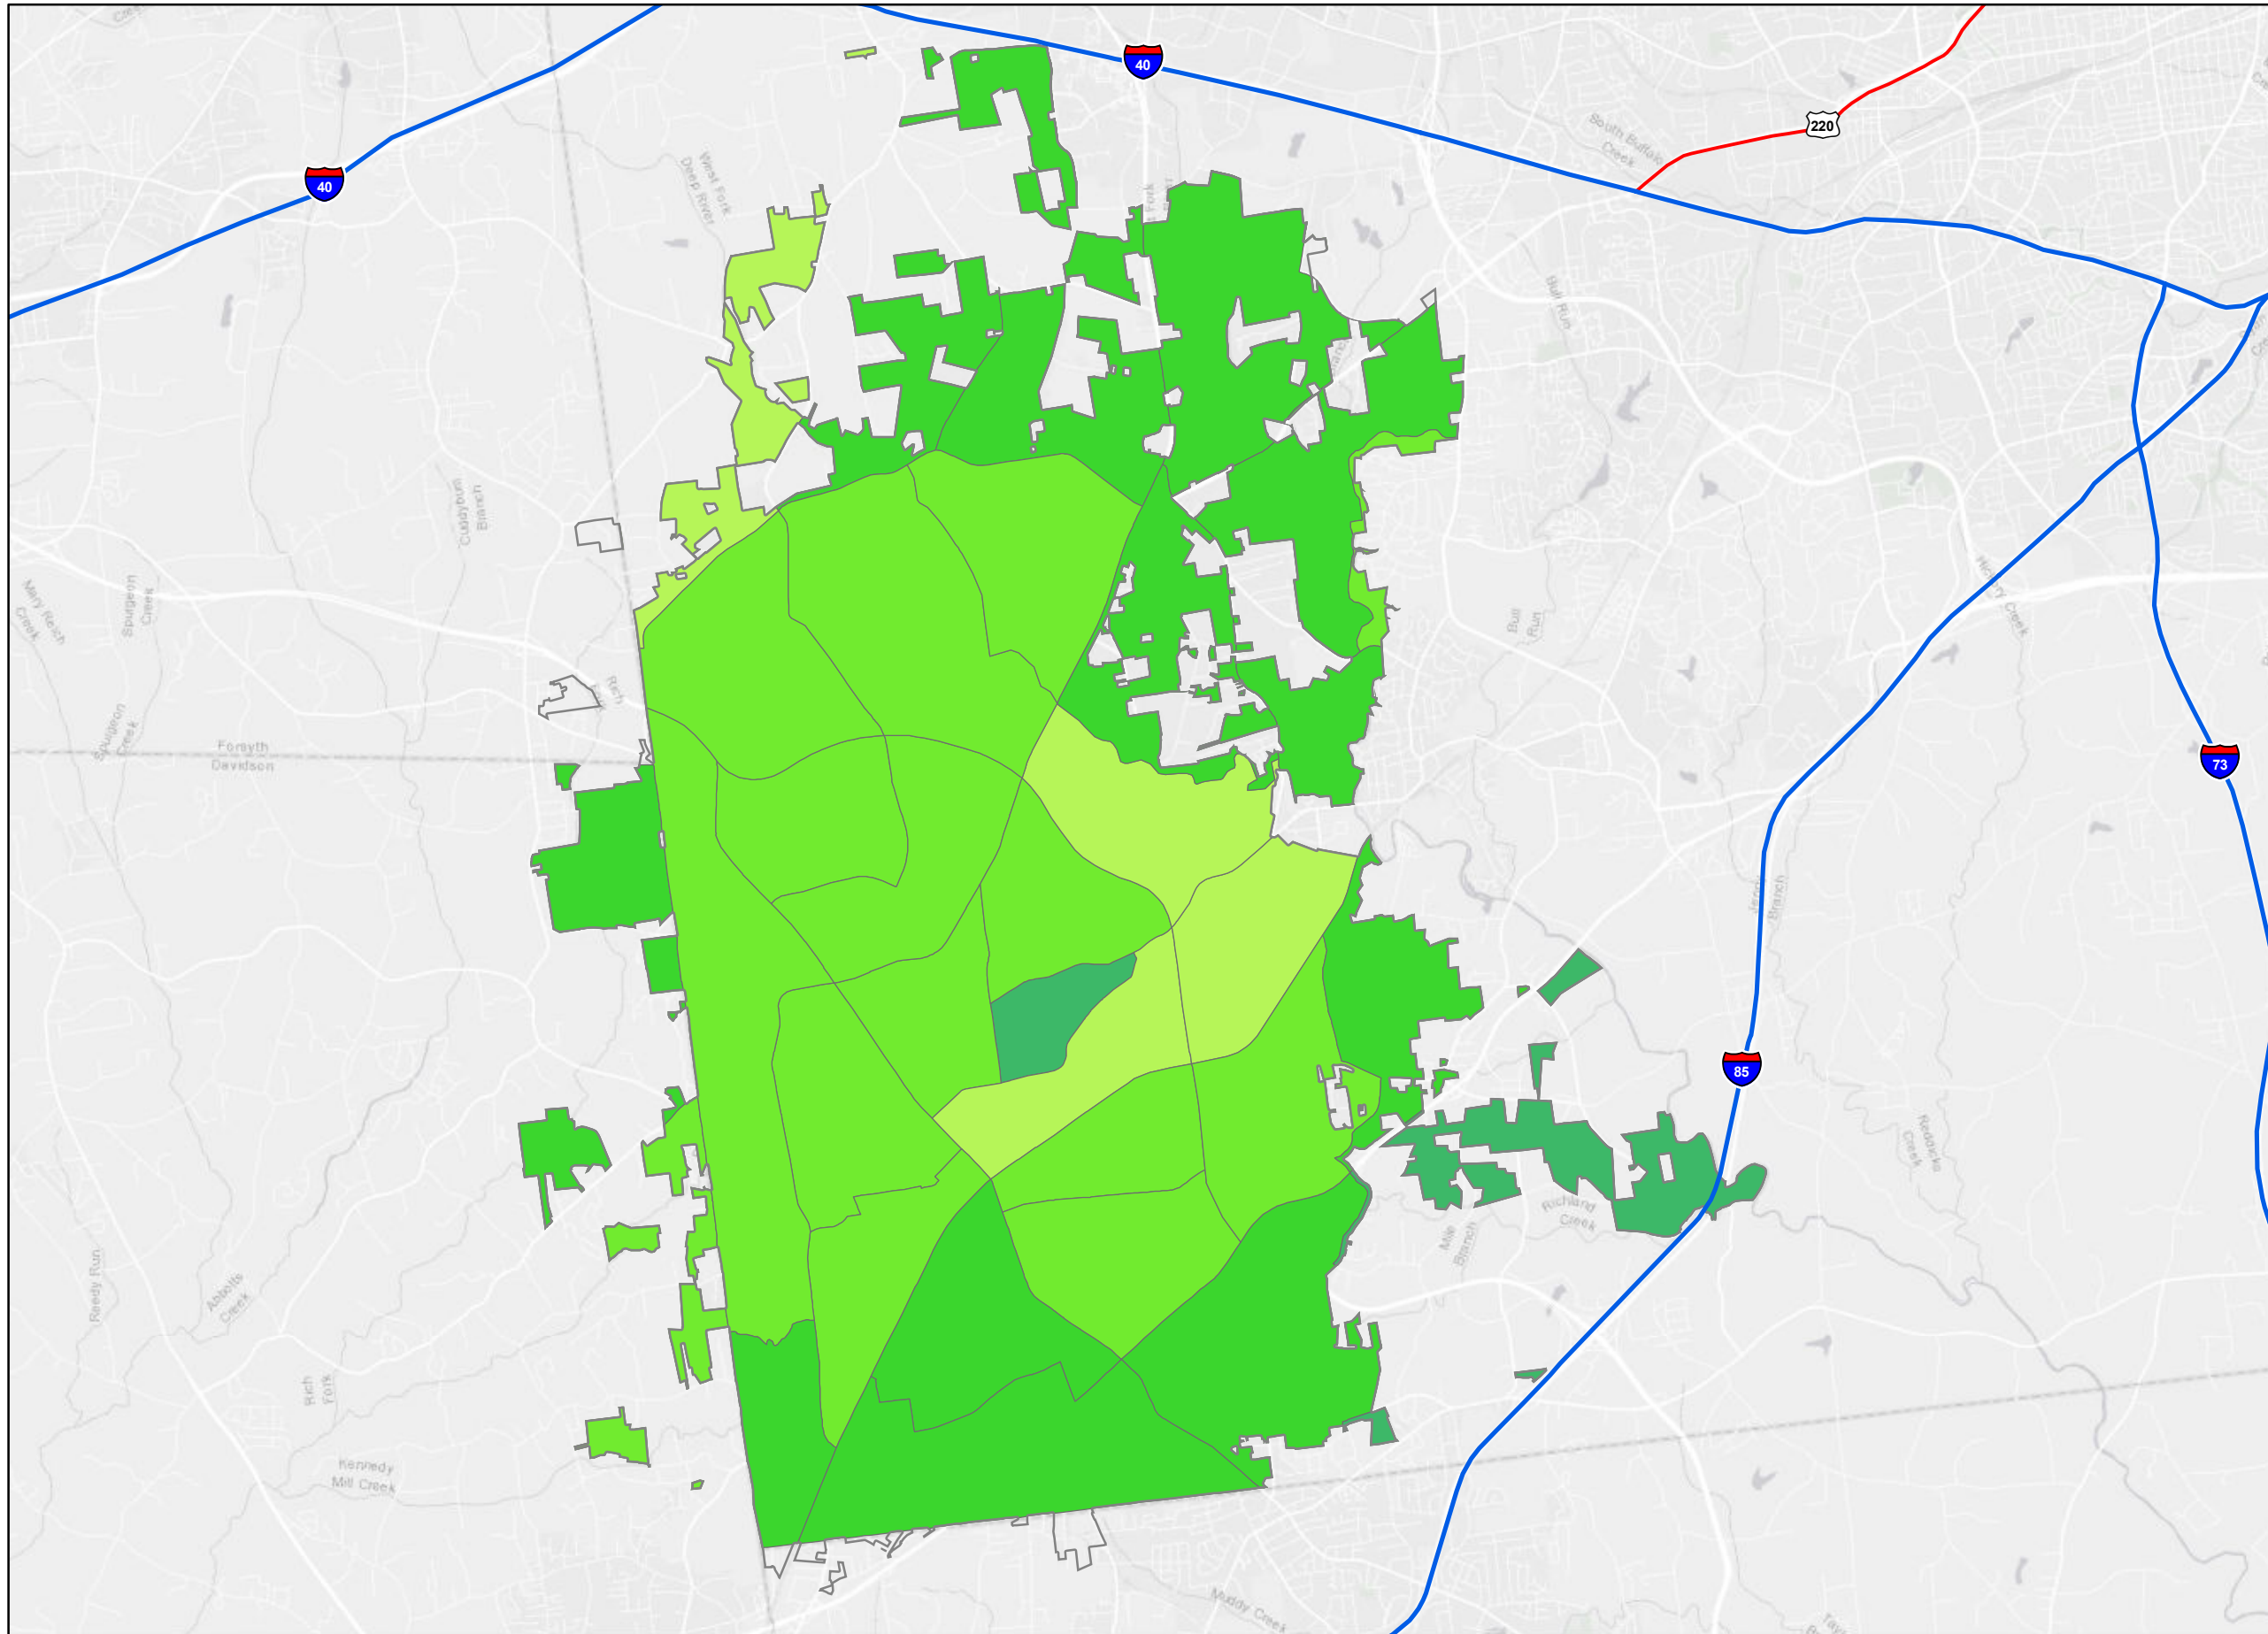 40
40
220
South Buffalo
Creek
West Fork
Deep River
Bull Run
Cuddyburn
Branch
Mary Reich
Creek
Spurgeon
Creek
Hickory Creek
Bull
Run
Rich
Fork
Spurgeon
Creek
Forsyth
Davidson
73
Branch
85
Reddicks
Creek
Richland
Creek
Mile
Branch
Reedy Run
Abbotts
Creek
Rich
Fork
Kennedy
Mill Creek
Muddy Creek